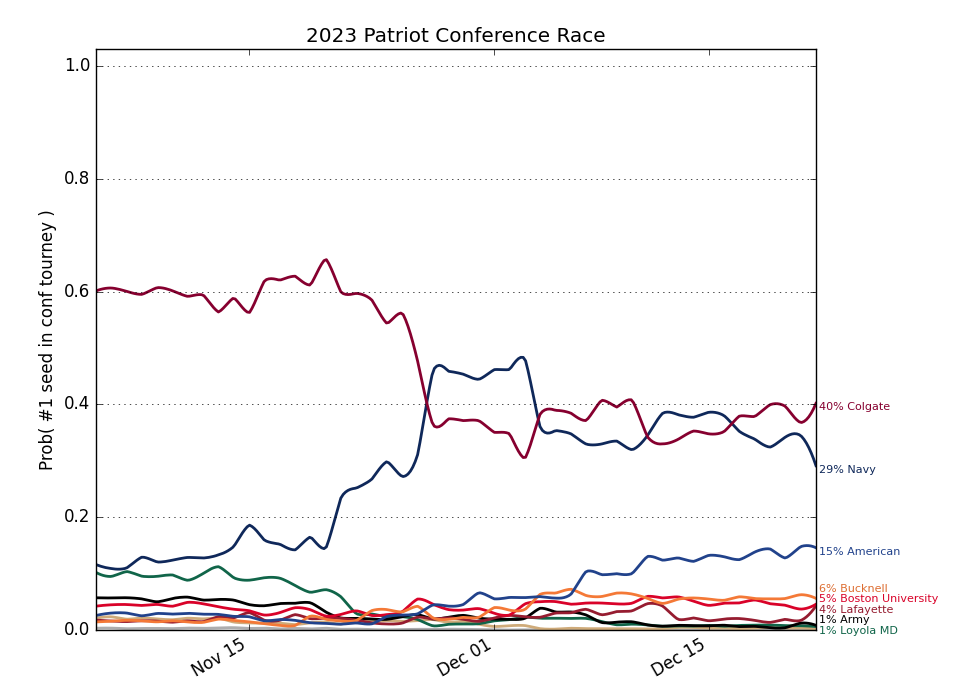 2023 Patriot Conference Race
Prob( #1 seed in conf tourney )
1.0
0.8
0.6
0.4
0.2
0.0
Nov 15
Dec 01
Dec 15
40% Colgate
29% Navy
15% American
6% Bucknell
5% Boston University
4% Lafayette
1% Army
1% Loyola MD